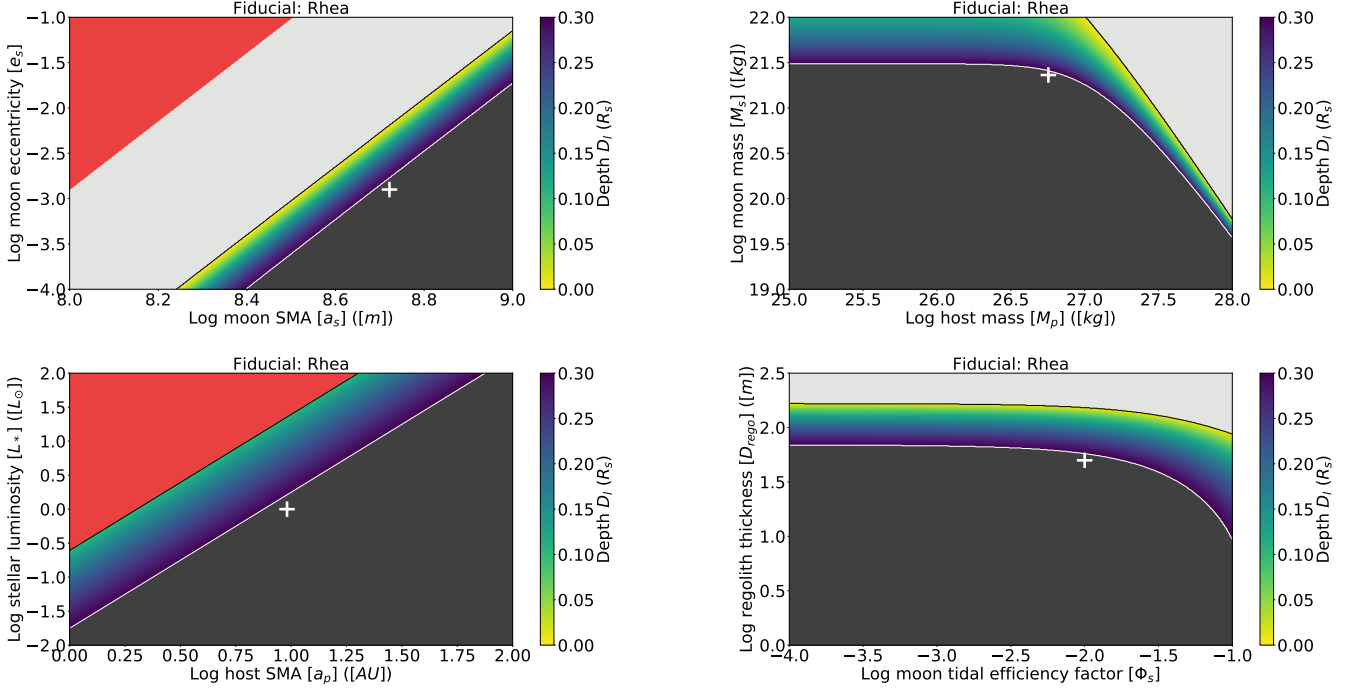 Fiducial: Rhea
Log moon eccentricity [e_s]
−1.0
−1.5
−2.0
−2.5
−3.0
−3.5
−4.0
8.0 8.2 8.4 8.6 8.8 9.0
Log moon SMA [a_s] ([m])
0.30
0.25
0.20
0.15
0.10
0.05
0.00
Depth D_l (R_s)
Fiducial: Rhea
Log moon mass [M_s] ([kg])
22.0
21.5
21.0
20.5
20.0
19.5
19.0
25.0 25.5 26.0 26.5 27.0 27.5 28.0
Log host mass [M_p] ([kg])
0.30
0.25
0.20
0.15
0.10
0.05
0.00
Depth D_l (R_s)
Fiducial: Rhea
Log stellar luminosity [L_*] ([L_⊙])
2.0
1.5
1.0
0.5
0.0
−0.5
−1.0
−1.5
−2.0
0.00 0.25 0.50 0.75 1.00 1.25 1.50 1.75 2.00
Log host SMA [a_p] ([AU])
0.30
0.25
0.20
0.15
0.10
0.05
0.00
Depth D_l (R_s)
Fiducial: Rhea
Log regolith thickness [D_rego] ([m])
2.5
2.0
1.5
1.0
0.5
0.0
−4.0 −3.5 −3.0 −2.5 −2.0 −1.5 −1.0
Log moon tidal efficiency factor [Φ_s]
0.30
0.25
0.20
0.15
0.10
0.05
0.00
Depth D_l (R_s)